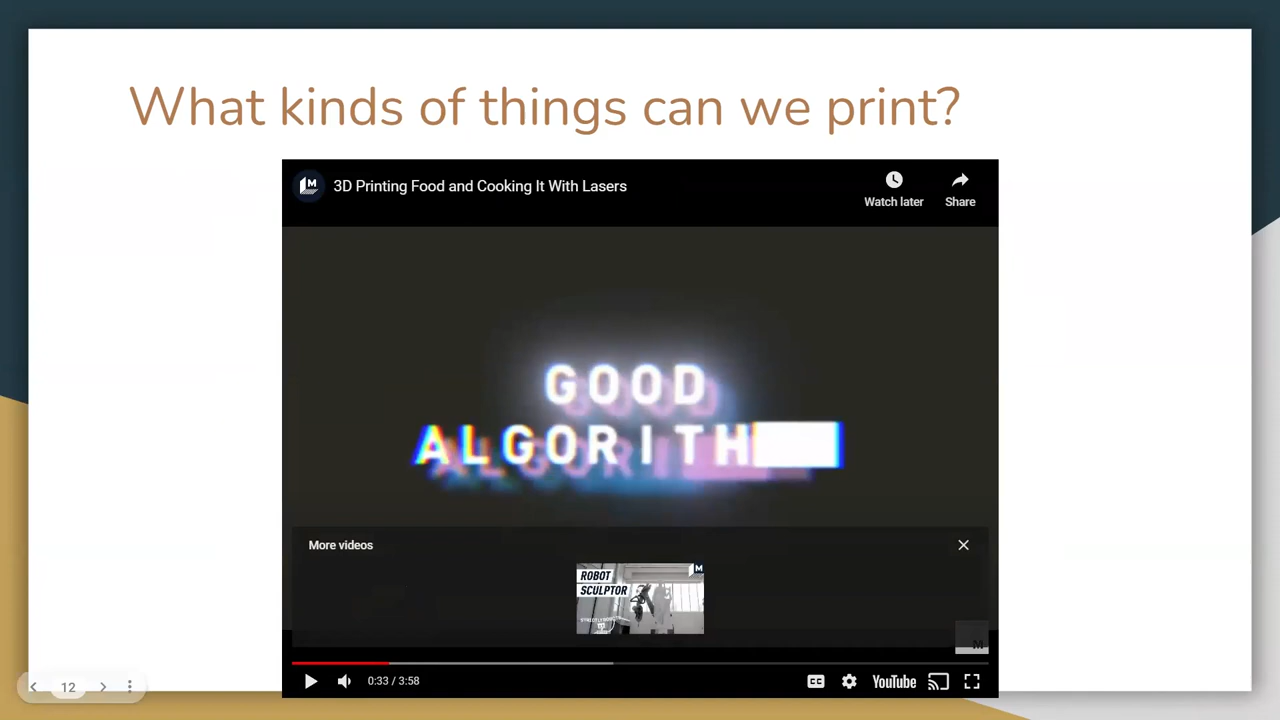 What kinds of things can we print?
M
3D Printing Food and Cooking It With Lasers
Watch later
Share
GOOD
ALGORITH
More videos
ROBOT
SCULPTOR
M
0:33 / 3:58
CC
YouTube
12